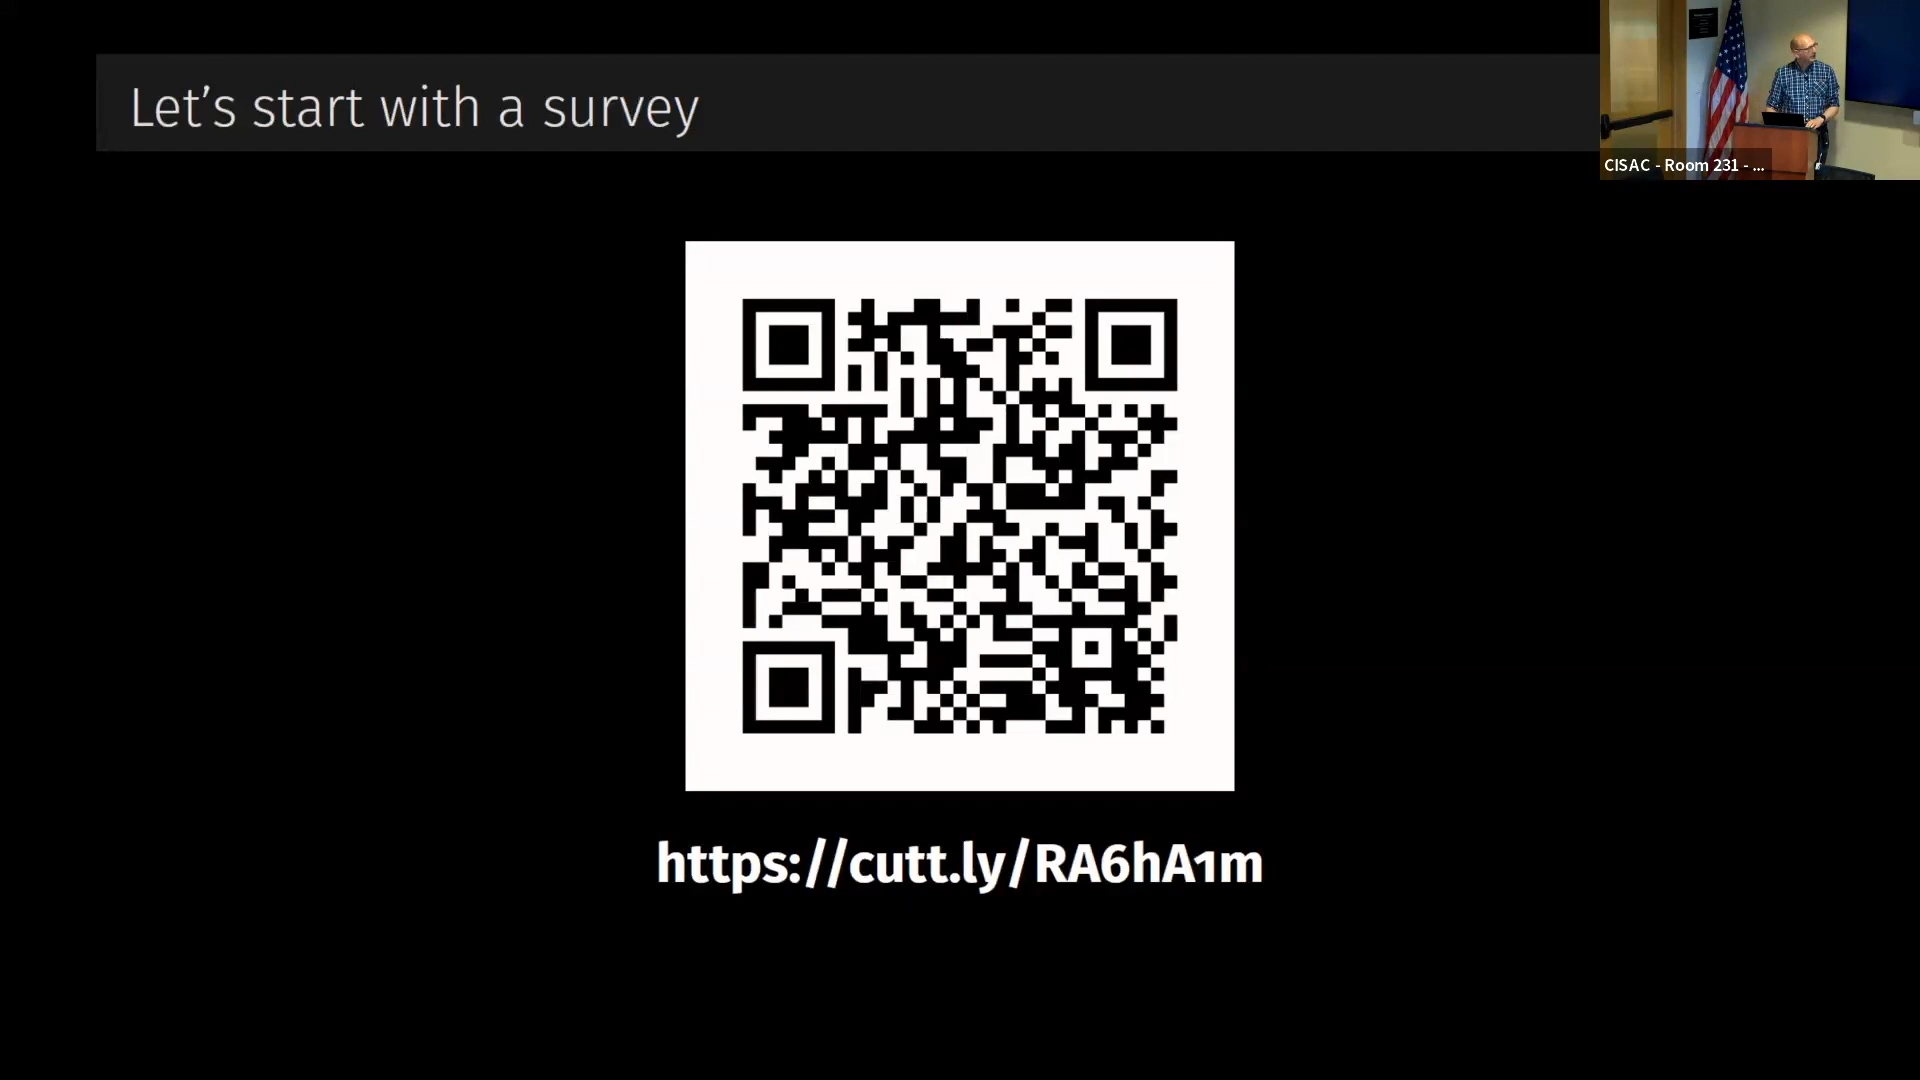 Let’s start with a survey
CISAC - Room 231 - ...
https://cutt.ly/RA6hA1m